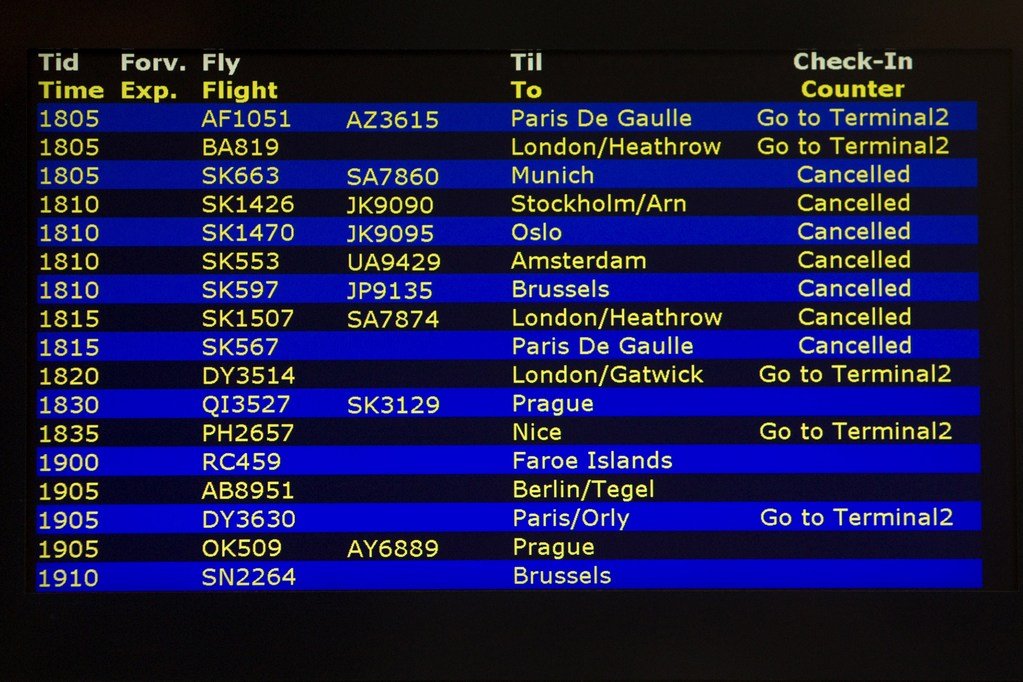 Tid Forv. Fly Til Check-In
Time Exp. Flight To Counter
1805 AF1051 AZ3615 Paris De Gaulle Go to Terminal2
1805 BA819 London/Heathrow Go to Terminal2
1805 SK663 SA7860 Munich Cancelled
1810 SK1426 JK9090 Stockholm/Arn Cancelled
1810 SK1470 JK9095 Oslo Cancelled
1810 SK553 UA9429 Amsterdam Cancelled
1810 SK597 JP9135 Brussels Cancelled
1815 SK1507 SA7874 London/Heathrow Cancelled
1815 SK567 Paris De Gaulle Cancelled
1820 DY3514 London/Gatwick Go to Terminal2
1830 QI3527 SK3129 Prague
1835 PH2657 Nice Go to Terminal2
1900 RC459 Faroe Islands
1905 AB8951 Berlin/Tegel
1905 DY3630 Paris/Orly Go to Terminal2
1905 OK509 AY6889 Prague
1910 SN2264 Brussels